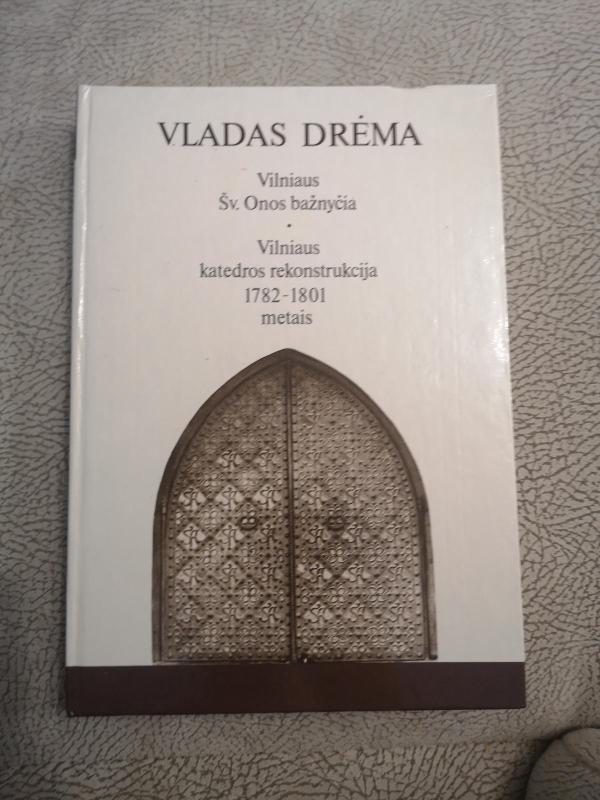 VLADAS DRĖMA
Vilniaus
Šv. Onos bažnyčia
•
Vilniaus
katedros rekonstrukcija
1782-1801
metais